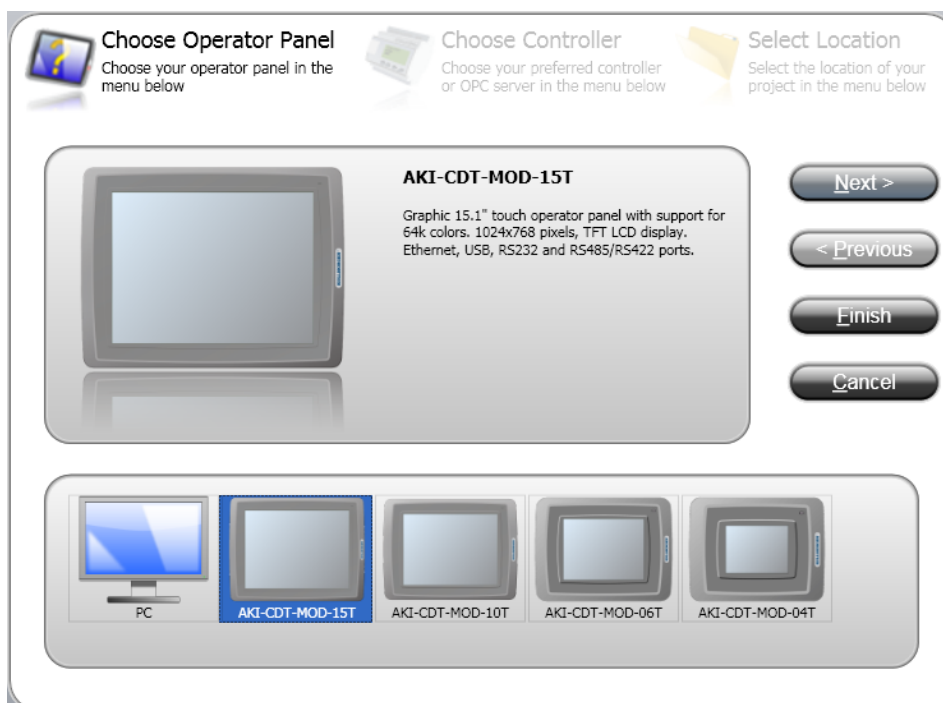 Choose Operator Panel
Choose your operator panel in the
menu below
Choose Controller
Choose your preferred controller
or OPC server in the menu below
Select Location
Select the location of your
project in the menu below
AKI-CDT-MOD-15T
Graphic 15.1" touch operator panel with support for
64k colors. 1024x768 pixels, TFT LCD display.
Ethernet, USB, RS232 and RS485/RS422 ports.
Next >
< Previous
Finish
Cancel
PC
AKI-CDT-MOD-15T
AKI-CDT-MOD-10T
AKI-CDT-MOD-06T
AKI-CDT-MOD-04T